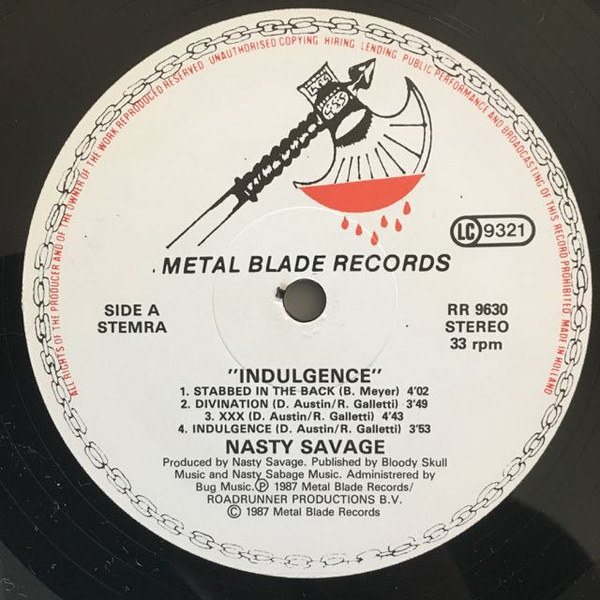 ALL RIGHTS OF THE PRODUCER AND OF THE OWNER OF THE WORK REPRODUCED RESERVED. UNAUTHORISED COPYING, HIRING, LENDING, PUBLIC PERFORMANCE AND BROADCASTING OF THIS RECORD PROHIBITED. MADE IN HOLLAND
LC 9321
METAL BLADE RECORDS
SIDE A
STEMRA
RR 9630
STEREO
33 rpm
"INDULGENCE"
1. STABBED IN THE BACK (B. Meyer) 4'02
2. DIVINATION (D. Austin/R. Galletti) 3'49
3. XXX (D. Austin/R. Galletti) 4'43
4. INDULGENCE (D. Austin/R. Galletti) 3'53
NASTY SAVAGE
Produced by Nasty Savage. Published by Bloody Skull
Music and Nasty Sabage Music. Administrered by
Bug Music. Ⓟ 1987 Metal Blade Records/
ROADRUNNER PRODUCTIONS B.V.
© 1987 Metal Blade Records